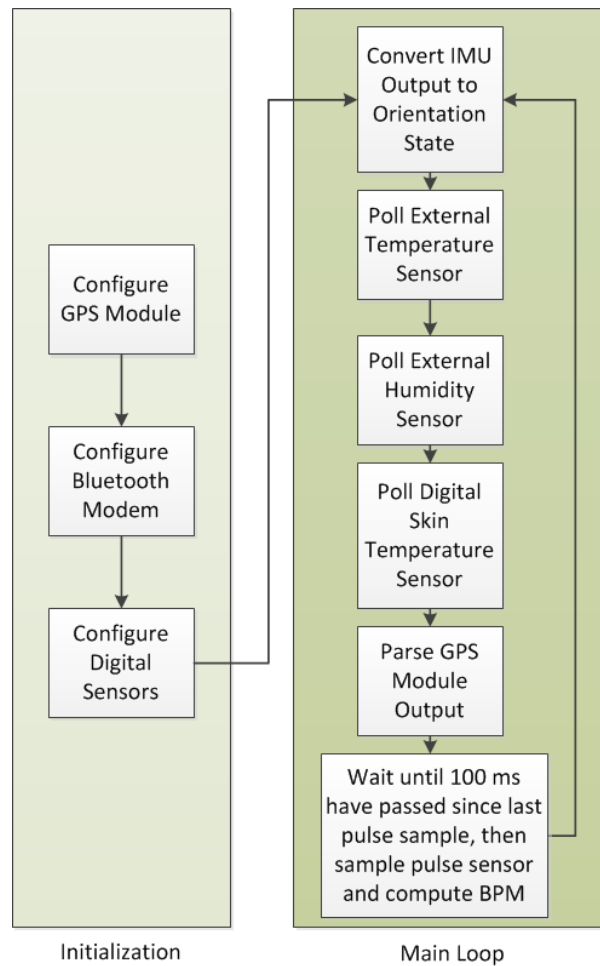 Configure
GPS Module
Configure
Bluetooth
Modem
Configure
Digital
Sensors
Initialization
Convert IMU
Output to
Orientation
State
Poll External
Temperature
Sensor
Poll External
Humidity
Sensor
Poll Digital
Skin
Temperature
Sensor
Parse GPS
Module
Output
Wait until 100 ms
have passed since last
pulse sample, then
sample pulse sensor
and compute BPM
Main Loop